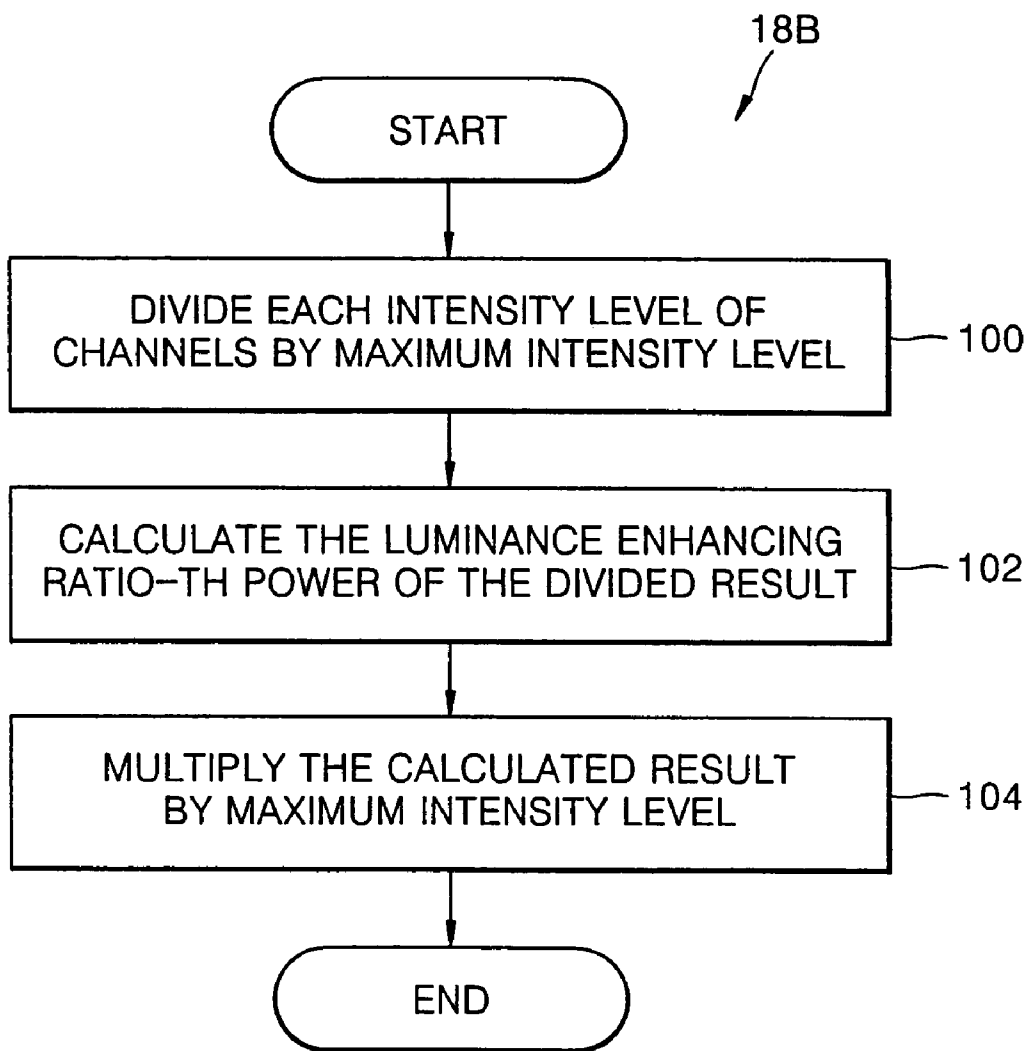 18B
START
DIVIDE EACH INTENSITY LEVEL OF
CHANNELS BY MAXIMUM INTENSITY LEVEL
100
CALCULATE THE LUMINANCE ENHANCING
RATIO-TH POWER OF THE DIVIDED RESULT
102
MULTIPLY THE CALCULATED RESULT
BY MAXIMUM INTENSITY LEVEL
104
END